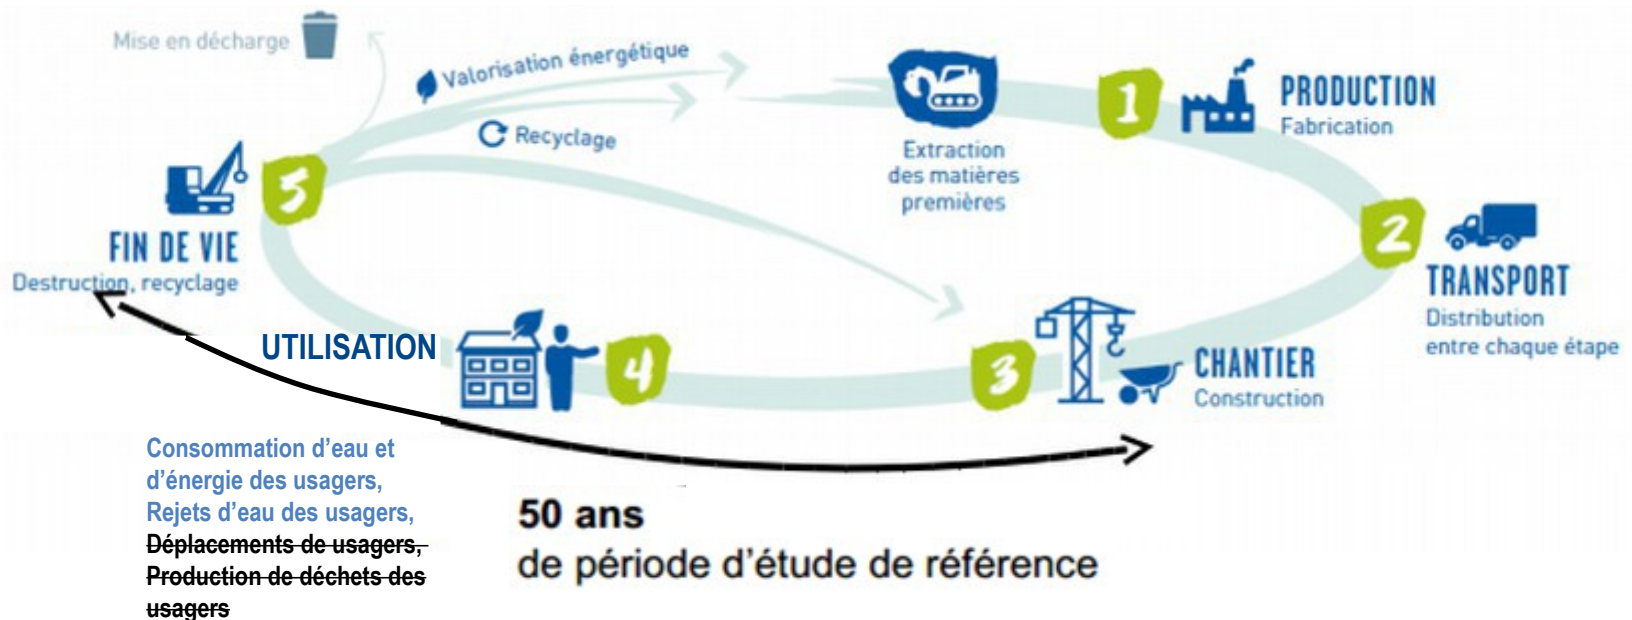 Mise en décharge
Valorisation énergétique
Recyclage
Extraction
des matières
premières
1
PRODUCTION
Fabrication
2
TRANSPORT
Distribution
entre chaque étape
3
CHANTIER
Construction
4
UTILISATION
5
FIN DE VIE
Destruction, recyclage
Consommation d'eau et
d'énergie des usagers,
Rejets d'eau des usagers,
Déplacements de usagers,
Production de déchets des
usagers
50 ans
de période d'étude de référence